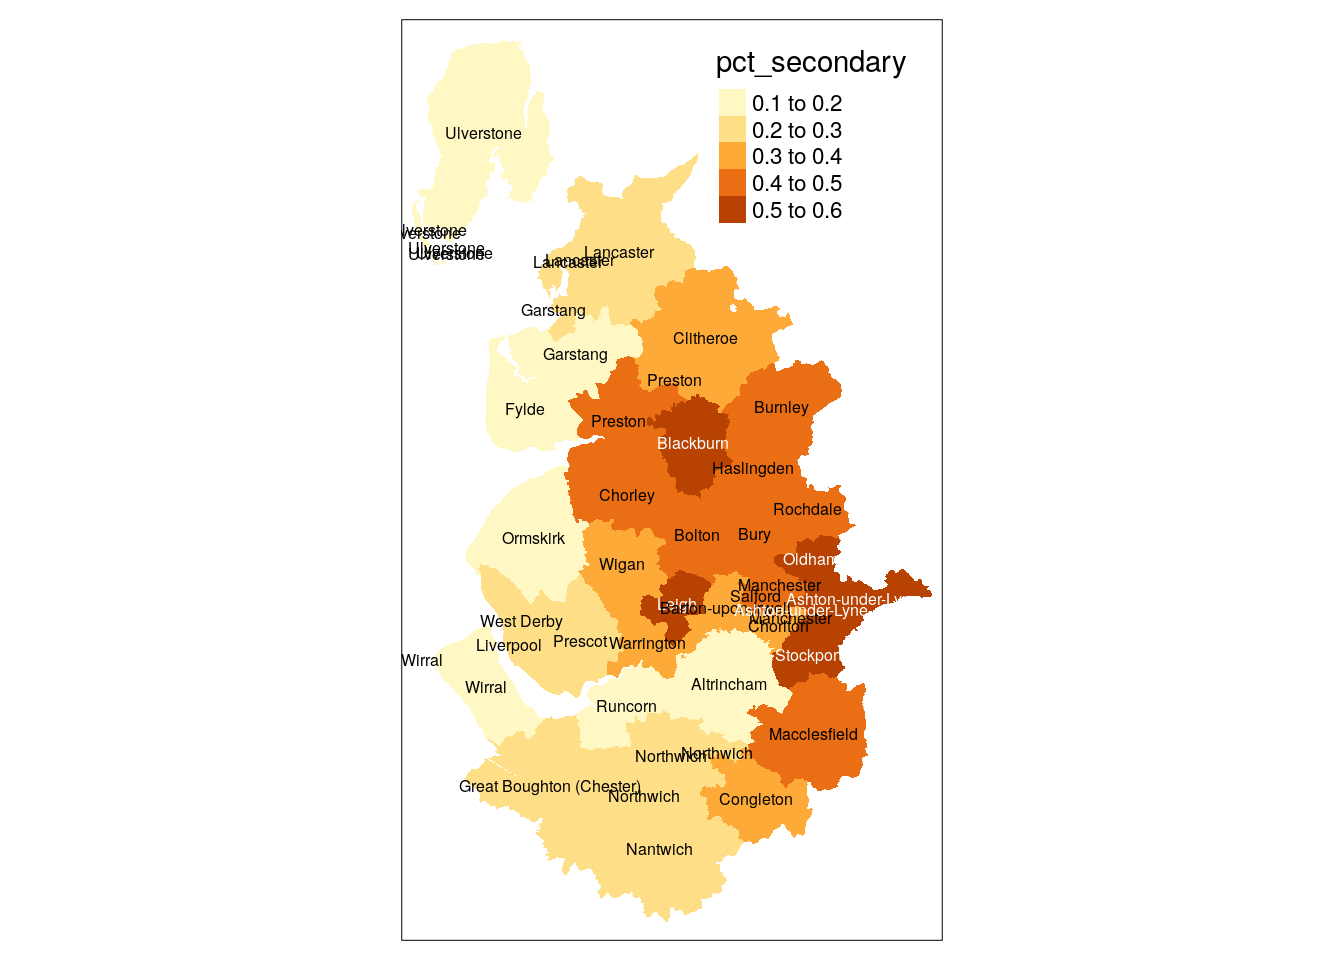 pct_secondary
0.1 to 0.2
0.2 to 0.3
0.3 to 0.4
0.4 to 0.5
0.5 to 0.6
Ulverstone
lverstone
verstone
Ulverstone
Ulverstone
Ulverstone
Lancaster
Lancaster
Lancaster
Garstang
Clitheroe
Garstang
Preston
Burnley
Fylde
Preston
Blackburn
Haslingden
Chorley
Rochdale
Bolton
Bury
Ormskirk
Oldham
Wigan
Manchester
Salford
Ashton-under-Ly
Leigh
Barton-upon-Irwell
Ashton-under-Lyne
Manchester
West Derby
Chorlton
Prescot
Warrington
Liverpool
Stockport
Wirral
Altrincham
Wirral
Runcorn
Macclesfield
Northwich
Northwich
Great Boughton (Chester)
Northwich
Congleton
Nantwich